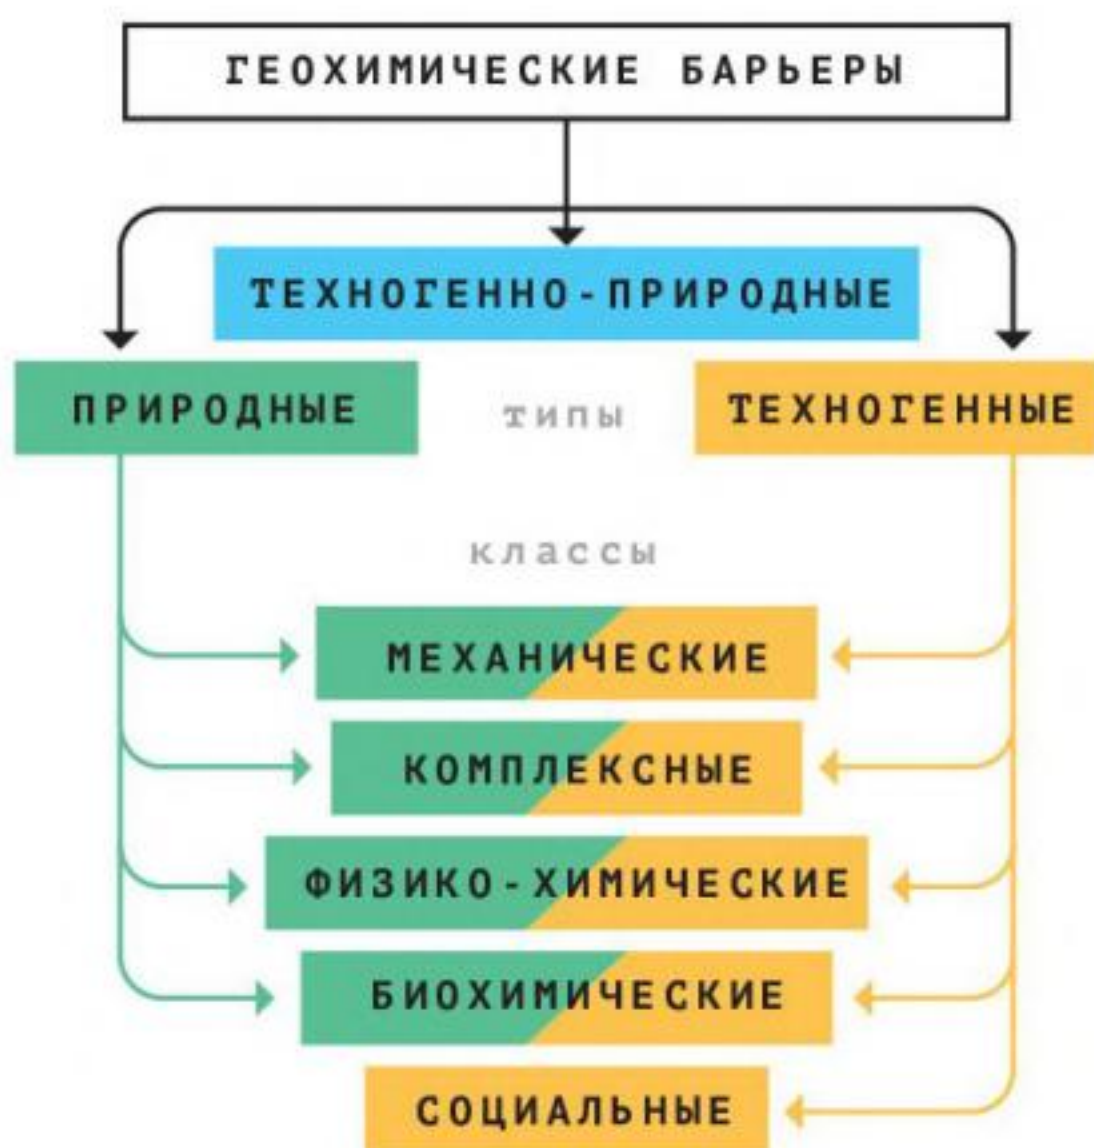 ГЕОХИМИЧЕСКИЕ БАРЬЕРЫ
ТЕХНОГЕННО-ПРИРОДНЫЕ
ПРИРОДНЫЕ
типы
ТЕХНОГЕННЫЕ
классы
МЕХАНИЧЕСКИЕ
КОМПЛЕКСНЫЕ
ФИЗИКО-ХИМИЧЕСКИЕ
БИОХИМИЧЕСКИЕ
СОЦИАЛЬНЫЕ